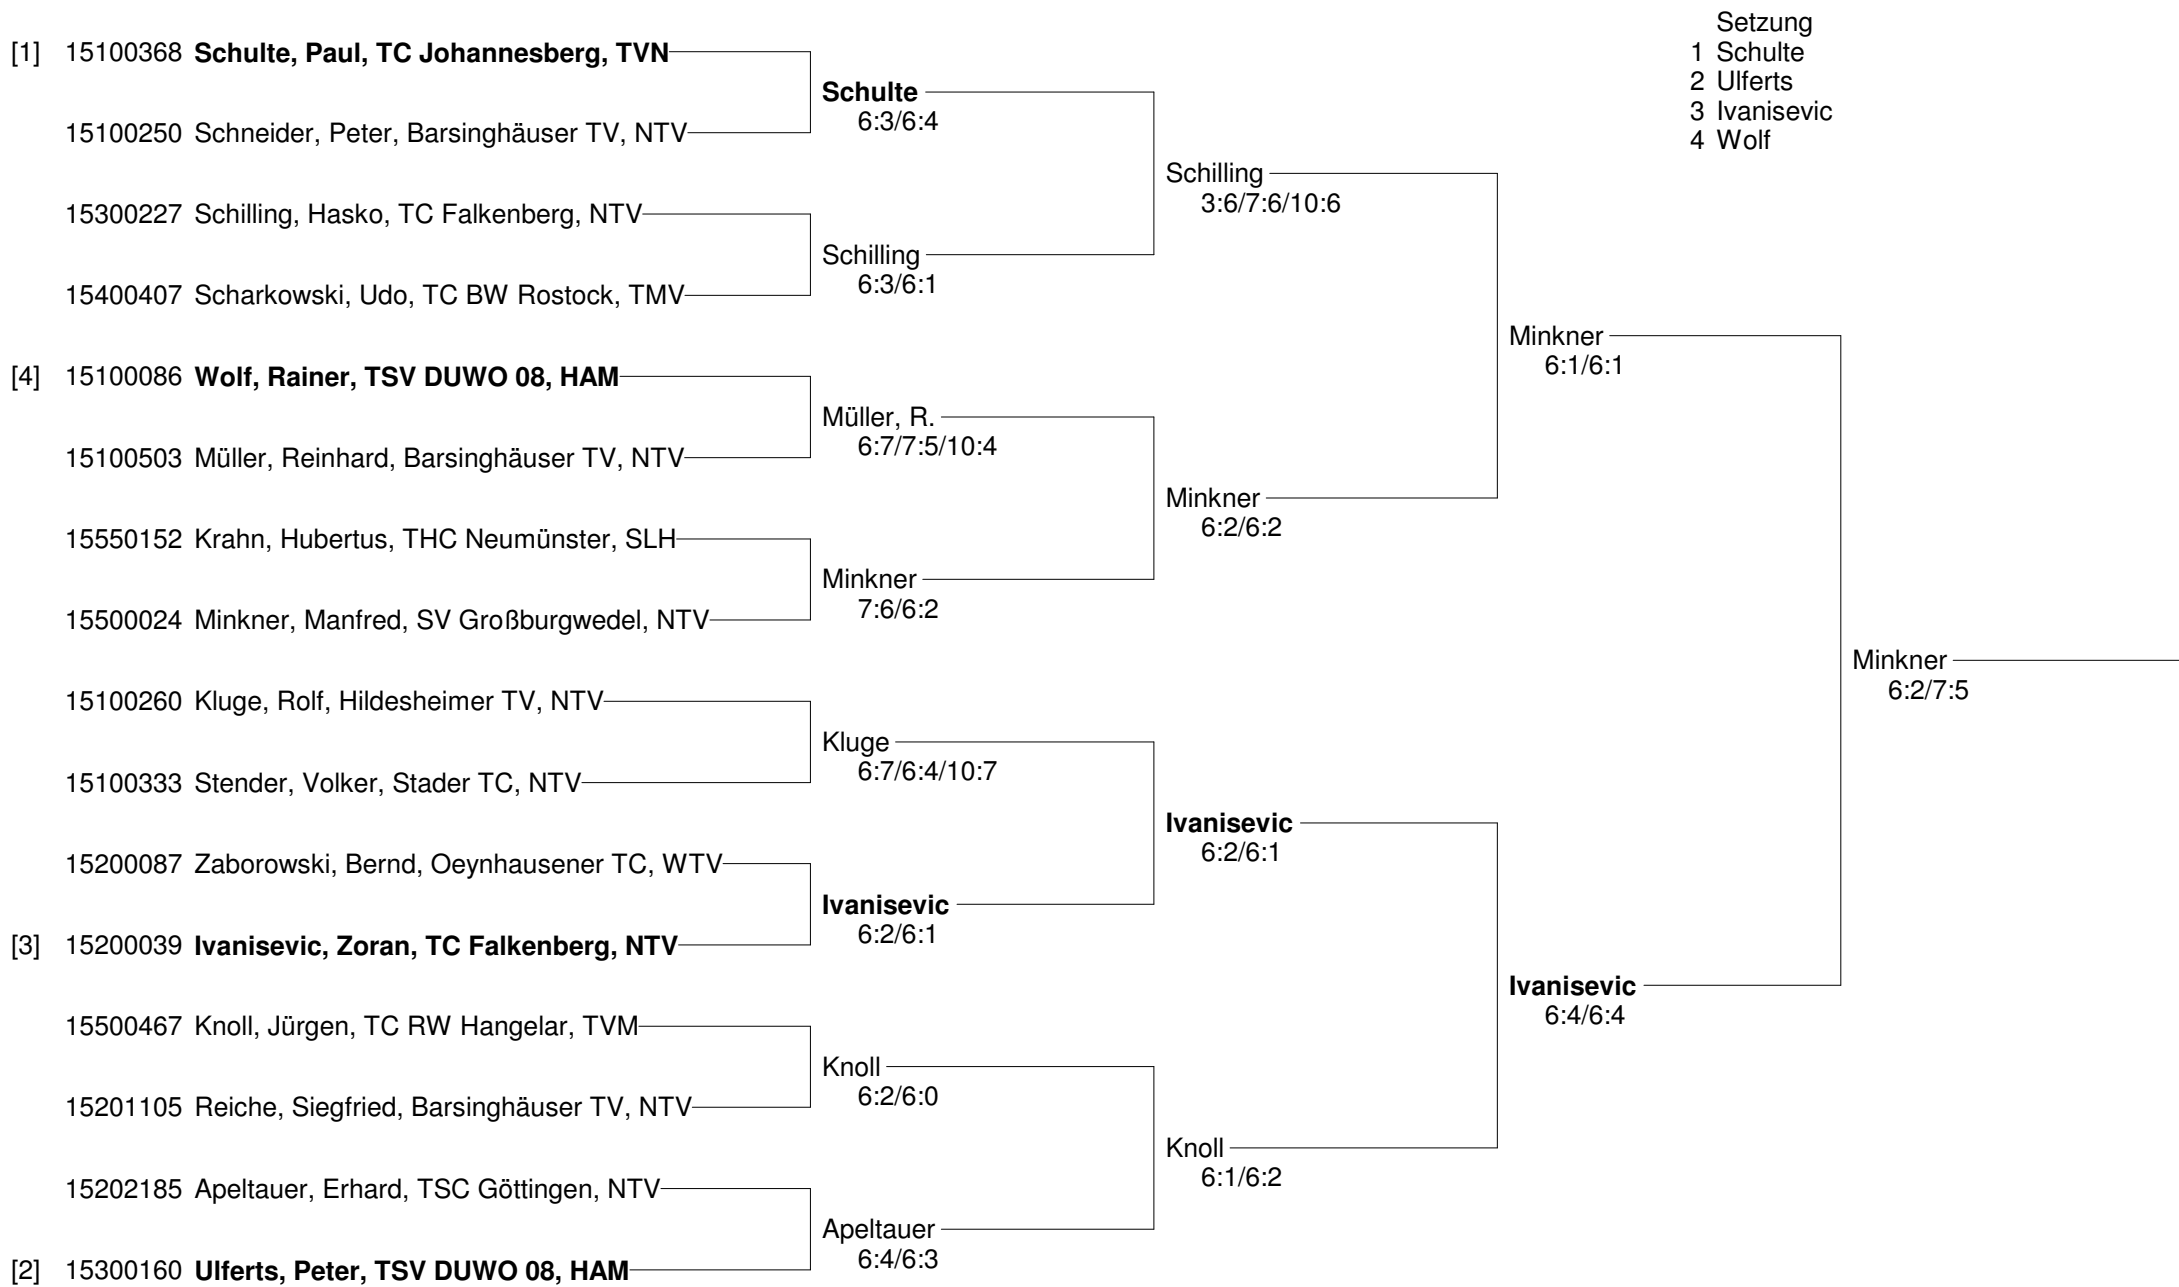 Setzung
1 Schulte
2 Ulferts
3 Ivanisevic
4 Wolf
[1] 15100368 Schulte, Paul, TC Johannesberg, TVN
Schulte
6:3/6:4
15100250 Schneider, Peter, Barsinghäuser TV, NTV
Schilling
3:6/7:6/10:6
15300227 Schilling, Hasko, TC Falkenberg, NTV
Schilling
6:3/6:1
15400407 Scharkowski, Udo, TC BW Rostock, TMV
Minkner
6:1/6:1
[4] 15100086 Wolf, Rainer, TSV DUWO 08, HAM
Müller, R.
6:7/7:5/10:4
15100503 Müller, Reinhard, Barsinghäuser TV, NTV
Minkner
6:2/6:2
15550152 Krahn, Hubertus, THC Neumünster, SLH
Minkner
7:6/6:2
15500024 Minkner, Manfred, SV Großburgwedel, NTV
Minkner
6:2/7:5
15100260 Kluge, Rolf, Hildesheimer TV, NTV
Kluge
6:7/6:4/10:7
15100333 Stender, Volker, Stader TC, NTV
Ivanisevic
6:2/6:1
15200087 Zaborowski, Bernd, Oeynhausener TC, WTV
Ivanisevic
6:2/6:1
[3] 15200039 Ivanisevic, Zoran, TC Falkenberg, NTV
Ivanisevic
6:4/6:4
15500467 Knoll, Jürgen, TC RW Hangelar, TVM
Knoll
6:2/6:0
15201105 Reiche, Siegfried, Barsinghäuser TV, NTV
Knoll
6:1/6:2
15202185 Apeltauer, Erhard, TSC Göttingen, NTV
Apeltauer
6:4/6:3
[2] 15300160 Ulferts, Peter, TSV DUWO 08, HAM